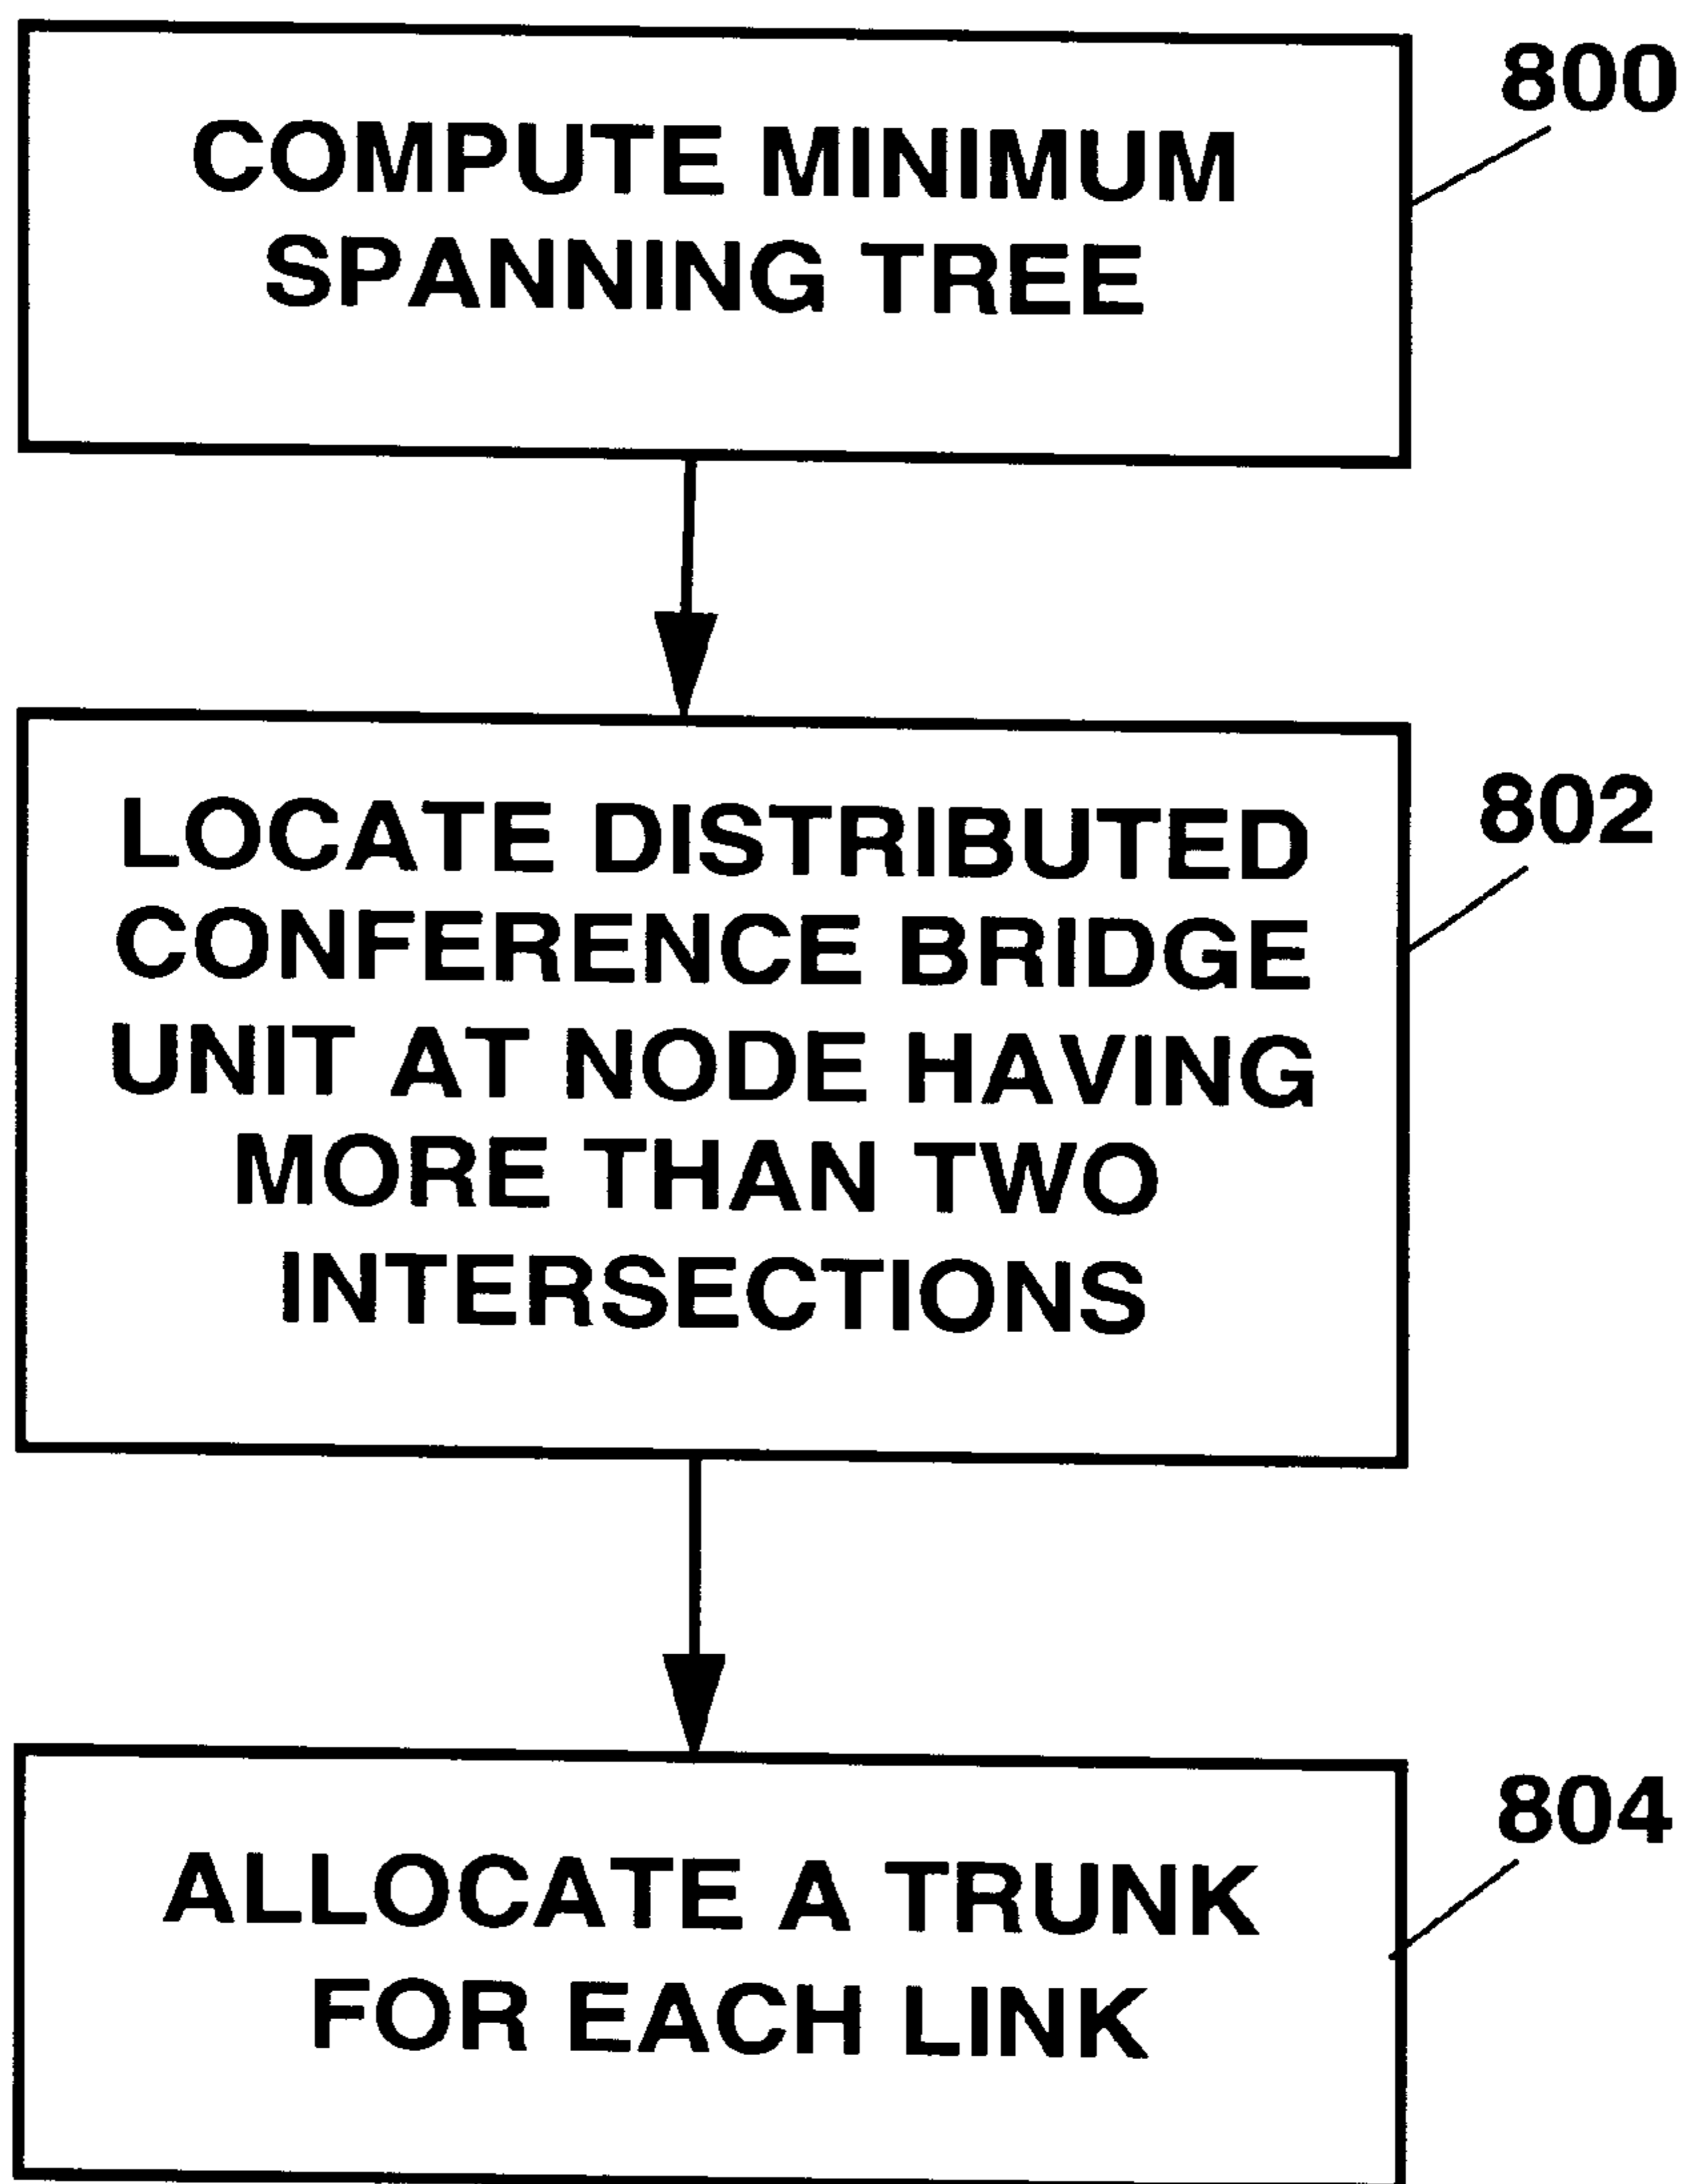 800
COMPUTE MINIMUM
SPANNING TREE
802
LOCATE DISTRIBUTED
CONFERENCE BRIDGE
UNIT AT NODE HAVING
MORE THAN TWO
INTERSECTIONS
804
ALLOCATE A TRUNK
FOR EACH LINK